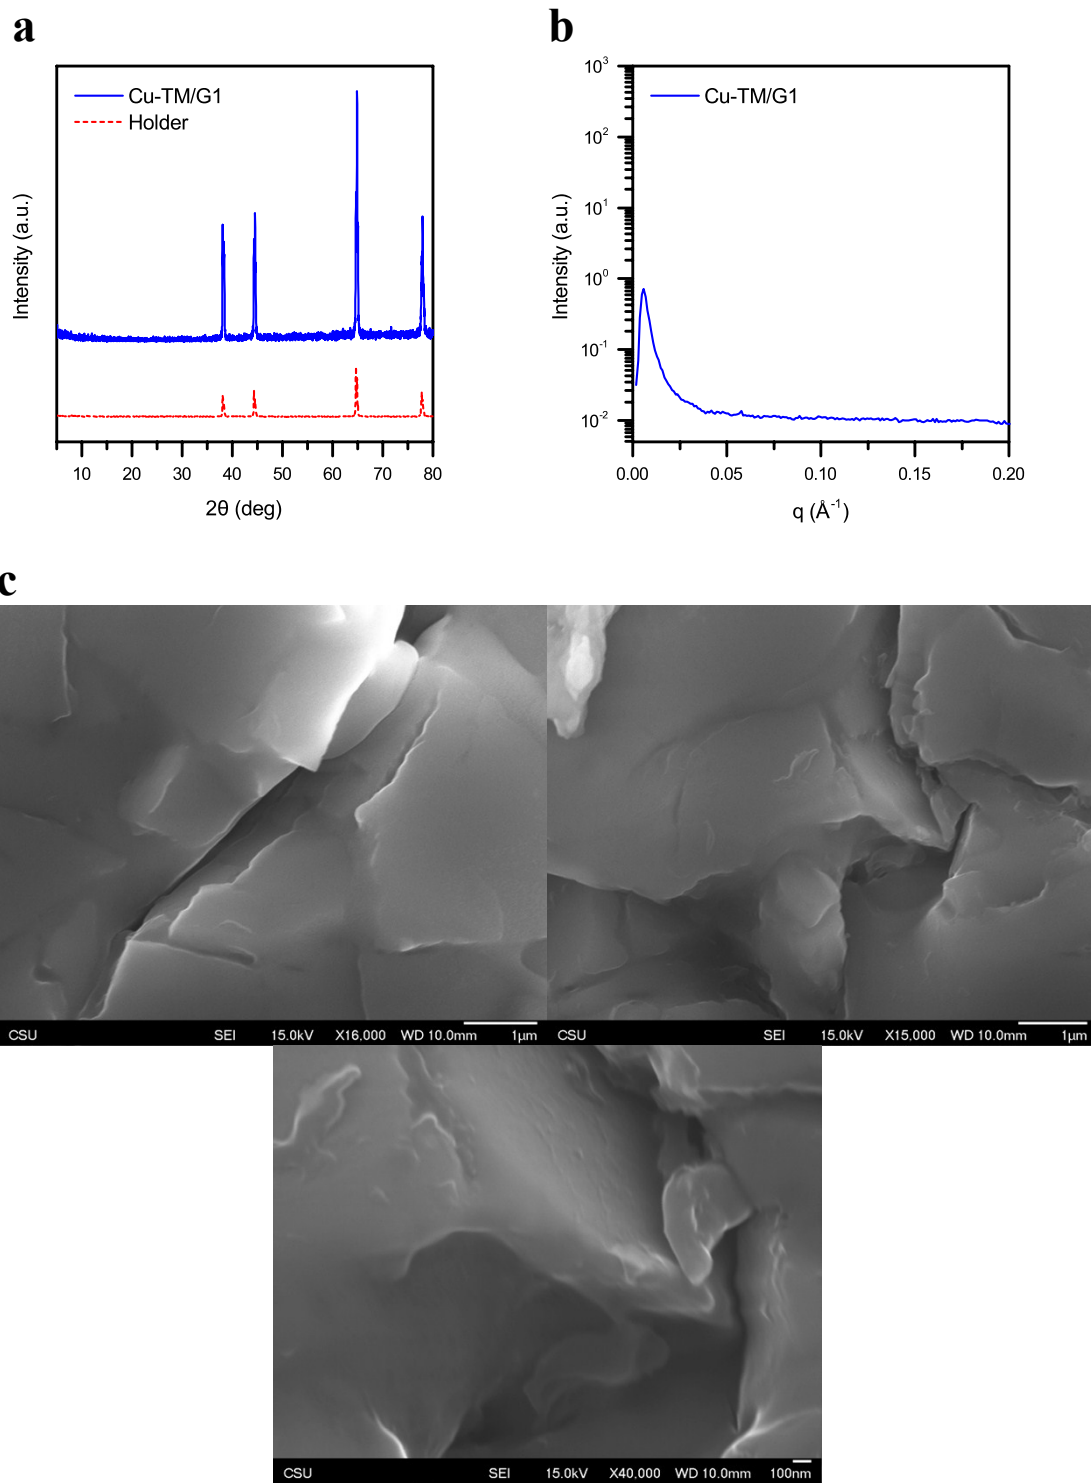 a
b
Cu-TM/G1
Holder
Intensity (a.u.)
10 20 30 40 50 60 70 80
2θ (deg)
Cu-TM/G1
Intensity (a.u.)
10³
10²
10¹
10⁰
10⁻¹
10⁻²
0.00 0.05 0.10 0.15 0.20
q (Å⁻¹)
c
CSU SEI 15.0kV X16,000 WD 10.0mm 1µm
CSU SEI 15.0kV X15,000 WD 10.0mm 1µm
CSU SEI 15.0kV X40,000 WD 10.0mm 100nm